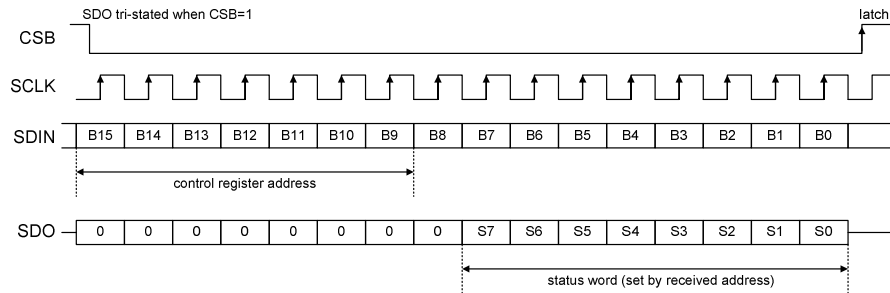 SDO tri-stated when CSB=1 latch
CSB
SCLK
SDIN B15 B14 B13 B12 B11 B10 B9 B8 B7 B6 B5 B4 B3 B2 B1 B0
control register address
SDO 0 0 0 0 0 0 0 0 S7 S6 S5 S4 S3 S2 S1 S0
status word (set by received address)